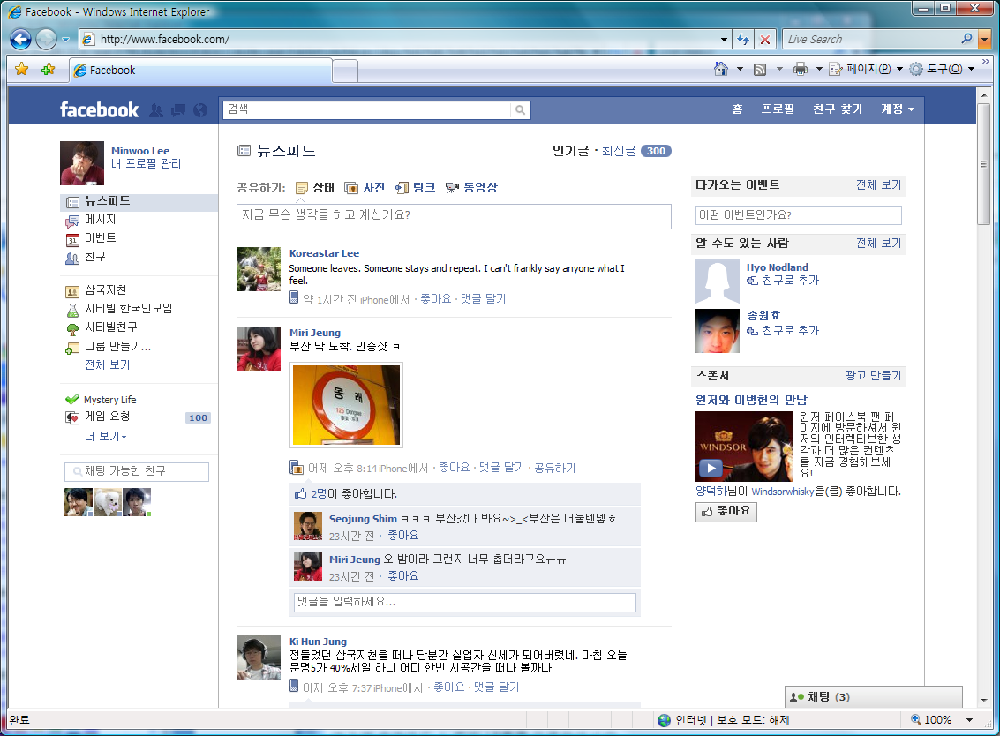 Facebook - Windows Internet Explorer
http://www.facebook.com/
Live Search
Facebook
페이지(P)
도구(O)
facebook
검색
홈 프로필 친구 찾기 계정
Minwoo Lee
내 프로필 관리
뉴스피드
메시지
31
이벤트
친구
삼국지천
시티빌 한국인모임
시티빌친구
그룹 만들기...
전체 보기
Mystery Life
게임 요청 100
더 보기
채팅 가능한 친구
뉴스피드
인기글 · 최신글 300
공유하기: 상태 사진 링크 동영상
지금 무슨 생각을 하고 계신가요?
Koreastar Lee
Someone leaves. Someone stays and repeat. I can't frankly say anyone what I
feel.
약 1시간 전 iPhone에서 · 좋아요 · 댓글 달기
Miri Jeung
부산 막 도착. 인증샷 ㅋ
동래
125 Dongnae
어제 오후 8:14 iPhone에서 · 좋아요 · 댓글 달기 · 공유하기
2명이 좋아합니다.
Seojung Shim ㅋㅋㅋ 부산갔나 봐요~>_<부산은 더울텐뎅ㅎ
23시간 전 · 좋아요
Miri Jeung 오 밤이라 그런지 너무 춥더라구요ㅠㅠ
23시간 전 · 좋아요
댓글을 입력하세요...
Ki Hun Jung
정들었던 삼국지천을 떠나 당분간 실업자 신세가 되어버렸네. 마침 오늘
문명5가 40%세일 하니 어디 한번 시공간을 떠나 볼까나
어제 오후 7:37 iPhone에서 · 좋아요 · 댓글 달기
다가오는 이벤트 전체 보기
어떤 이벤트인가요?
알 수도 있는 사람 전체 보기
Hyo Nodland
친구로 추가
송원효
친구로 추가
스폰서 광고 만들기
윈저와 이병헌의 만남
WINDSOR
윈저 페이스북 팬 페
이지에 방문하셔서 윈
저의 인터렉티브한 생
각과 더 많은 컨텐츠
를 지금 경험해보세
요!
양덕하님이 Windsorwhisky을(를) 좋아합니다.
좋아요
채팅 (3)
완료
인터넷 | 보호 모드: 해제
100%